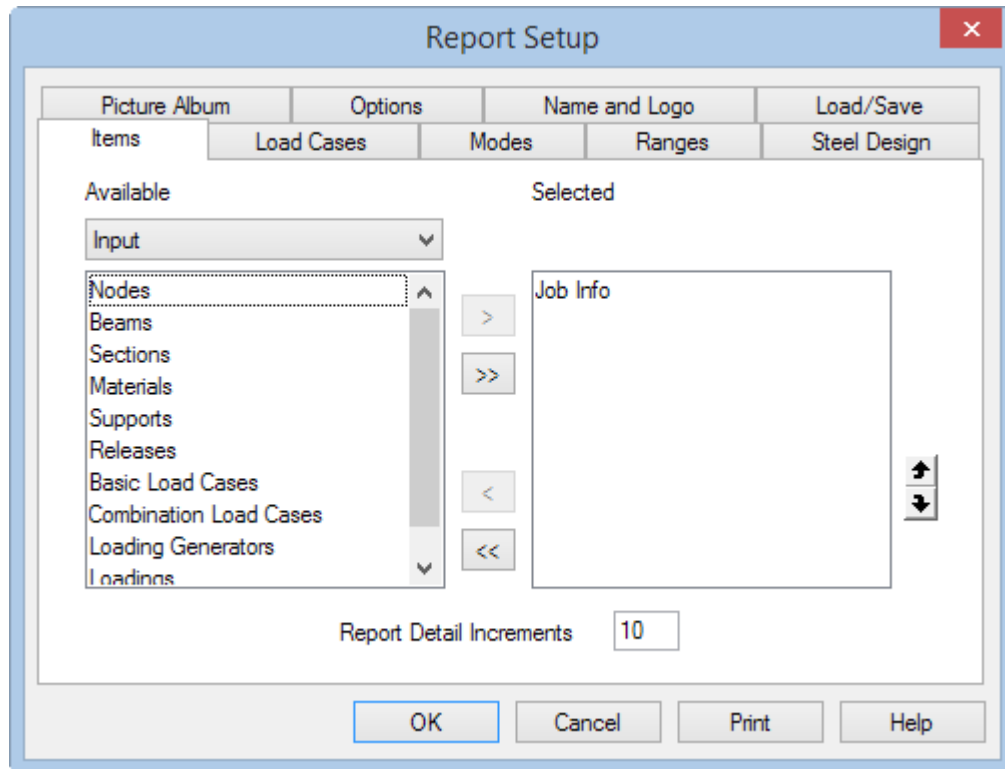 Report Setup
Picture Album Options Name and Logo Load/Save
Items Load Cases Modes Ranges Steel Design
Available Selected
Input
Nodes
Beams
Sections
Materials
Supports
Releases
Basic Load Cases
Combination Load Cases
Loading Generators
Loadings
>
>>
<
<<
Job Info
Report Detail Increments 10
OK Cancel Print Help